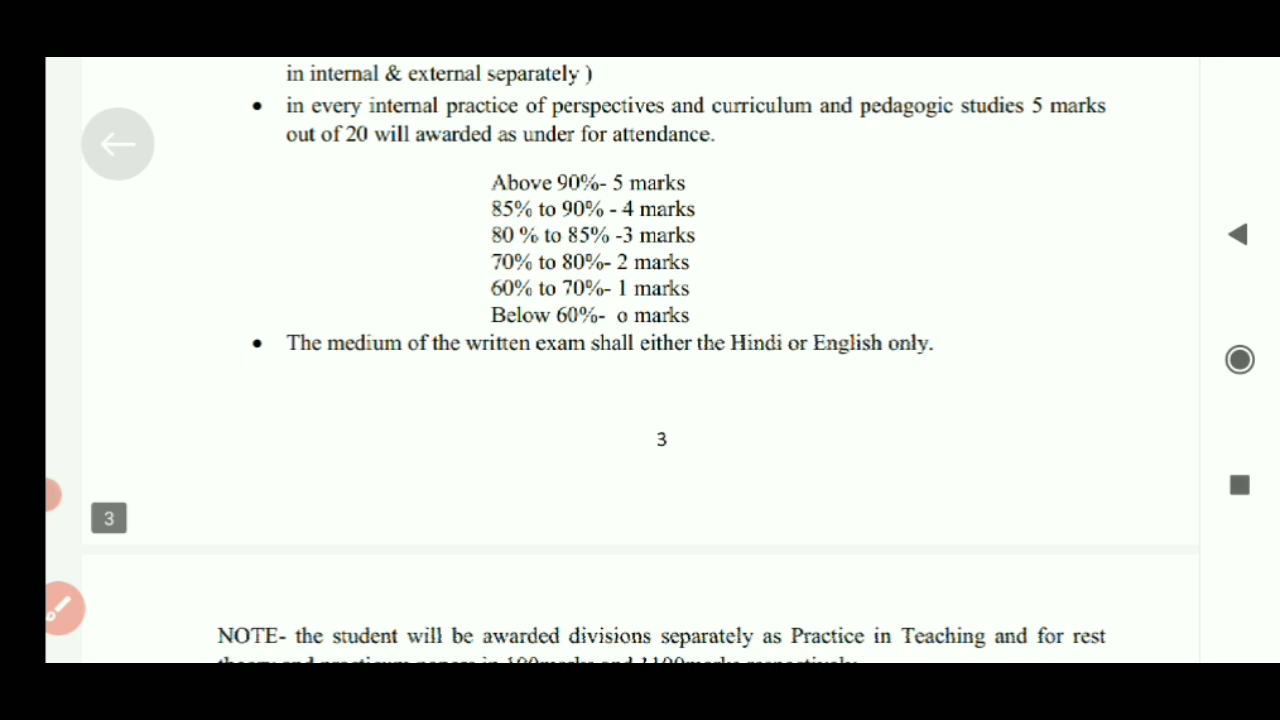 in internal & external separately )
• in every internal practice of perspectives and curriculum and pedagogic studies 5 marks
out of 20 will awarded as under for attendance.
Above 90%- 5 marks
85% to 90% - 4 marks
80 % to 85% -3 marks
70% to 80%- 2 marks
60% to 70%- 1 marks
Below 60%- o marks
• The medium of the written exam shall either the Hindi or English only.
3
3
NOTE- the student will be awarded divisions separately as Practice in Teaching and for rest